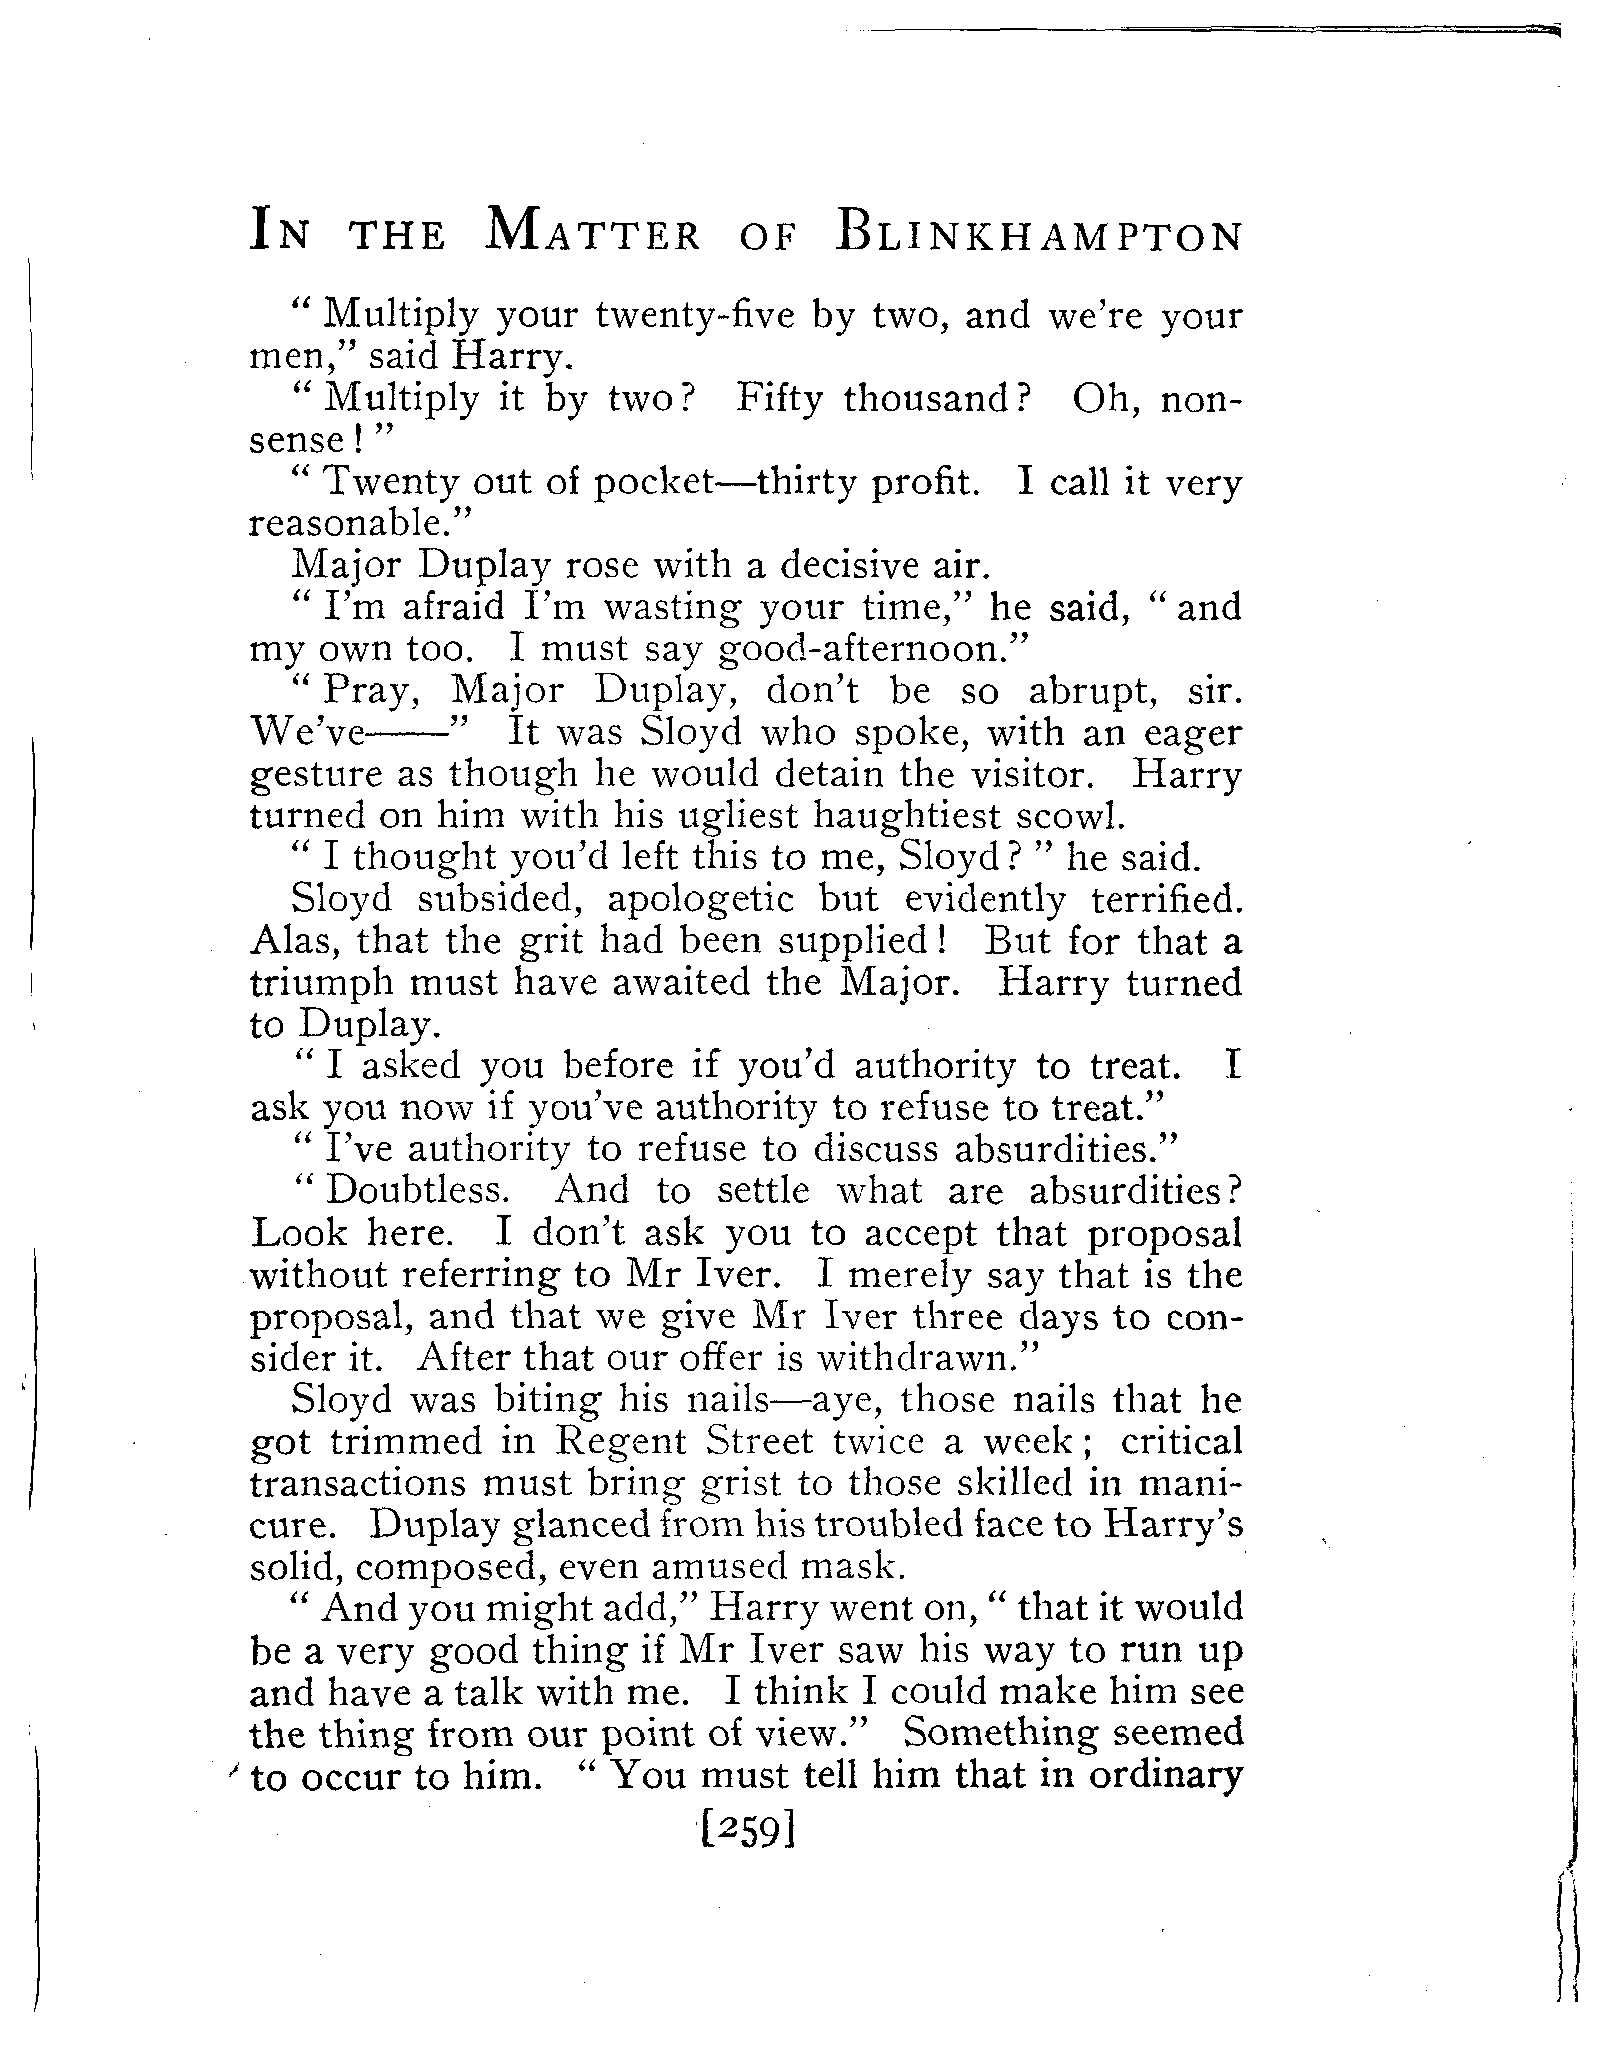 IN THE MATTER OF BLINKHAMPTON
“ Multiply your twenty-five by two, and we're your
men,” said Harry.
“ Multiply it by two? Fifty thousand? Oh, non-
sense ! ”
“ Twenty out of pocket—thirty profit. I call it very
reasonable.”
Major Duplay rose with a decisive air.
“ I'm afraid I'm wasting your time,” he said, “ and
my own too. I must say good-afternoon.”
“ Pray, Major Duplay, don't be so abrupt, sir.
We've——” It was Sloyd who spoke, with an eager
gesture as though he would detain the visitor. Harry
turned on him with his ugliest haughtiest scowl.
“ I thought you'd left this to me, Sloyd? ” he said.
Sloyd subsided, apologetic but evidently terrified.
Alas, that the grit had been supplied ! But for that a
triumph must have awaited the Major. Harry turned
to Duplay.
“ I asked you before if you'd authority to treat. I
ask you now if you've authority to refuse to treat.”
“ I've authority to refuse to discuss absurdities.”
“ Doubtless. And to settle what are absurdities?
Look here. I don't ask you to accept that proposal
without referring to Mr Iver. I merely say that is the
proposal, and that we give Mr Iver three days to con-
sider it. After that our offer is withdrawn.”
Sloyd was biting his nails—aye, those nails that he
got trimmed in Regent Street twice a week ; critical
transactions must bring grist to those skilled in mani-
cure. Duplay glanced from his troubled face to Harry's
solid, composed, even amused mask.
“ And you might add,” Harry went on, “ that it would
be a very good thing if Mr Iver saw his way to run up
and have a talk with me. I think I could make him see
the thing from our point of view.” Something seemed
to occur to him. “ You must tell him that in ordinary
[259]